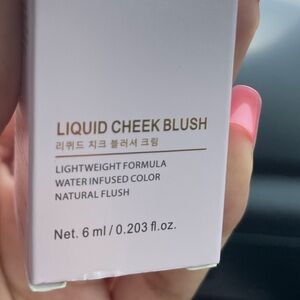 LIQUID CHEEK BLUSH
리퀴드 치크 블러셔 크림
LIGHTWEIGHT FORMULA
WATER INFUSED COLOR
NATURAL FLUSH
Net. 6 ml / 0.203 fl.oz.